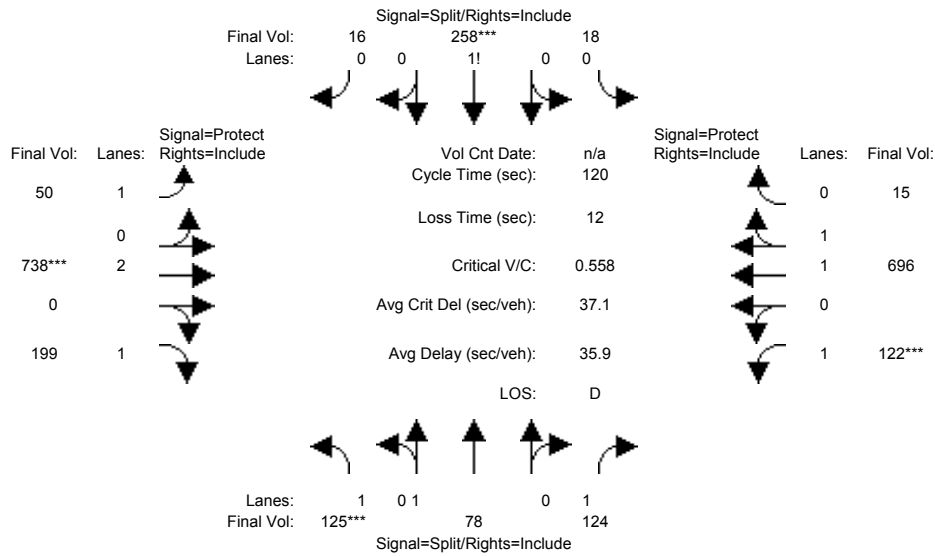 Signal=Split/Rights=Include
Final Vol: 16 258*** 18
Lanes: 0 0 1! 0 0
Signal=Protect Signal=Protect
Final Vol: Lanes: Rights=Include Vol Cnt Date: n/a Rights=Include Lanes: Final Vol:
Cycle Time (sec): 120
50 1 0 15
Loss Time (sec): 12
0 1
738*** 2 Critical V/C: 0.558 1 696
0 Avg Crit Del (sec/veh): 37.1 0
199 1 Avg Delay (sec/veh): 35.9 1 122***
LOS: D
Lanes: 1 0 1 0 1
Final Vol: 125*** 78 124
Signal=Split/Rights=Include